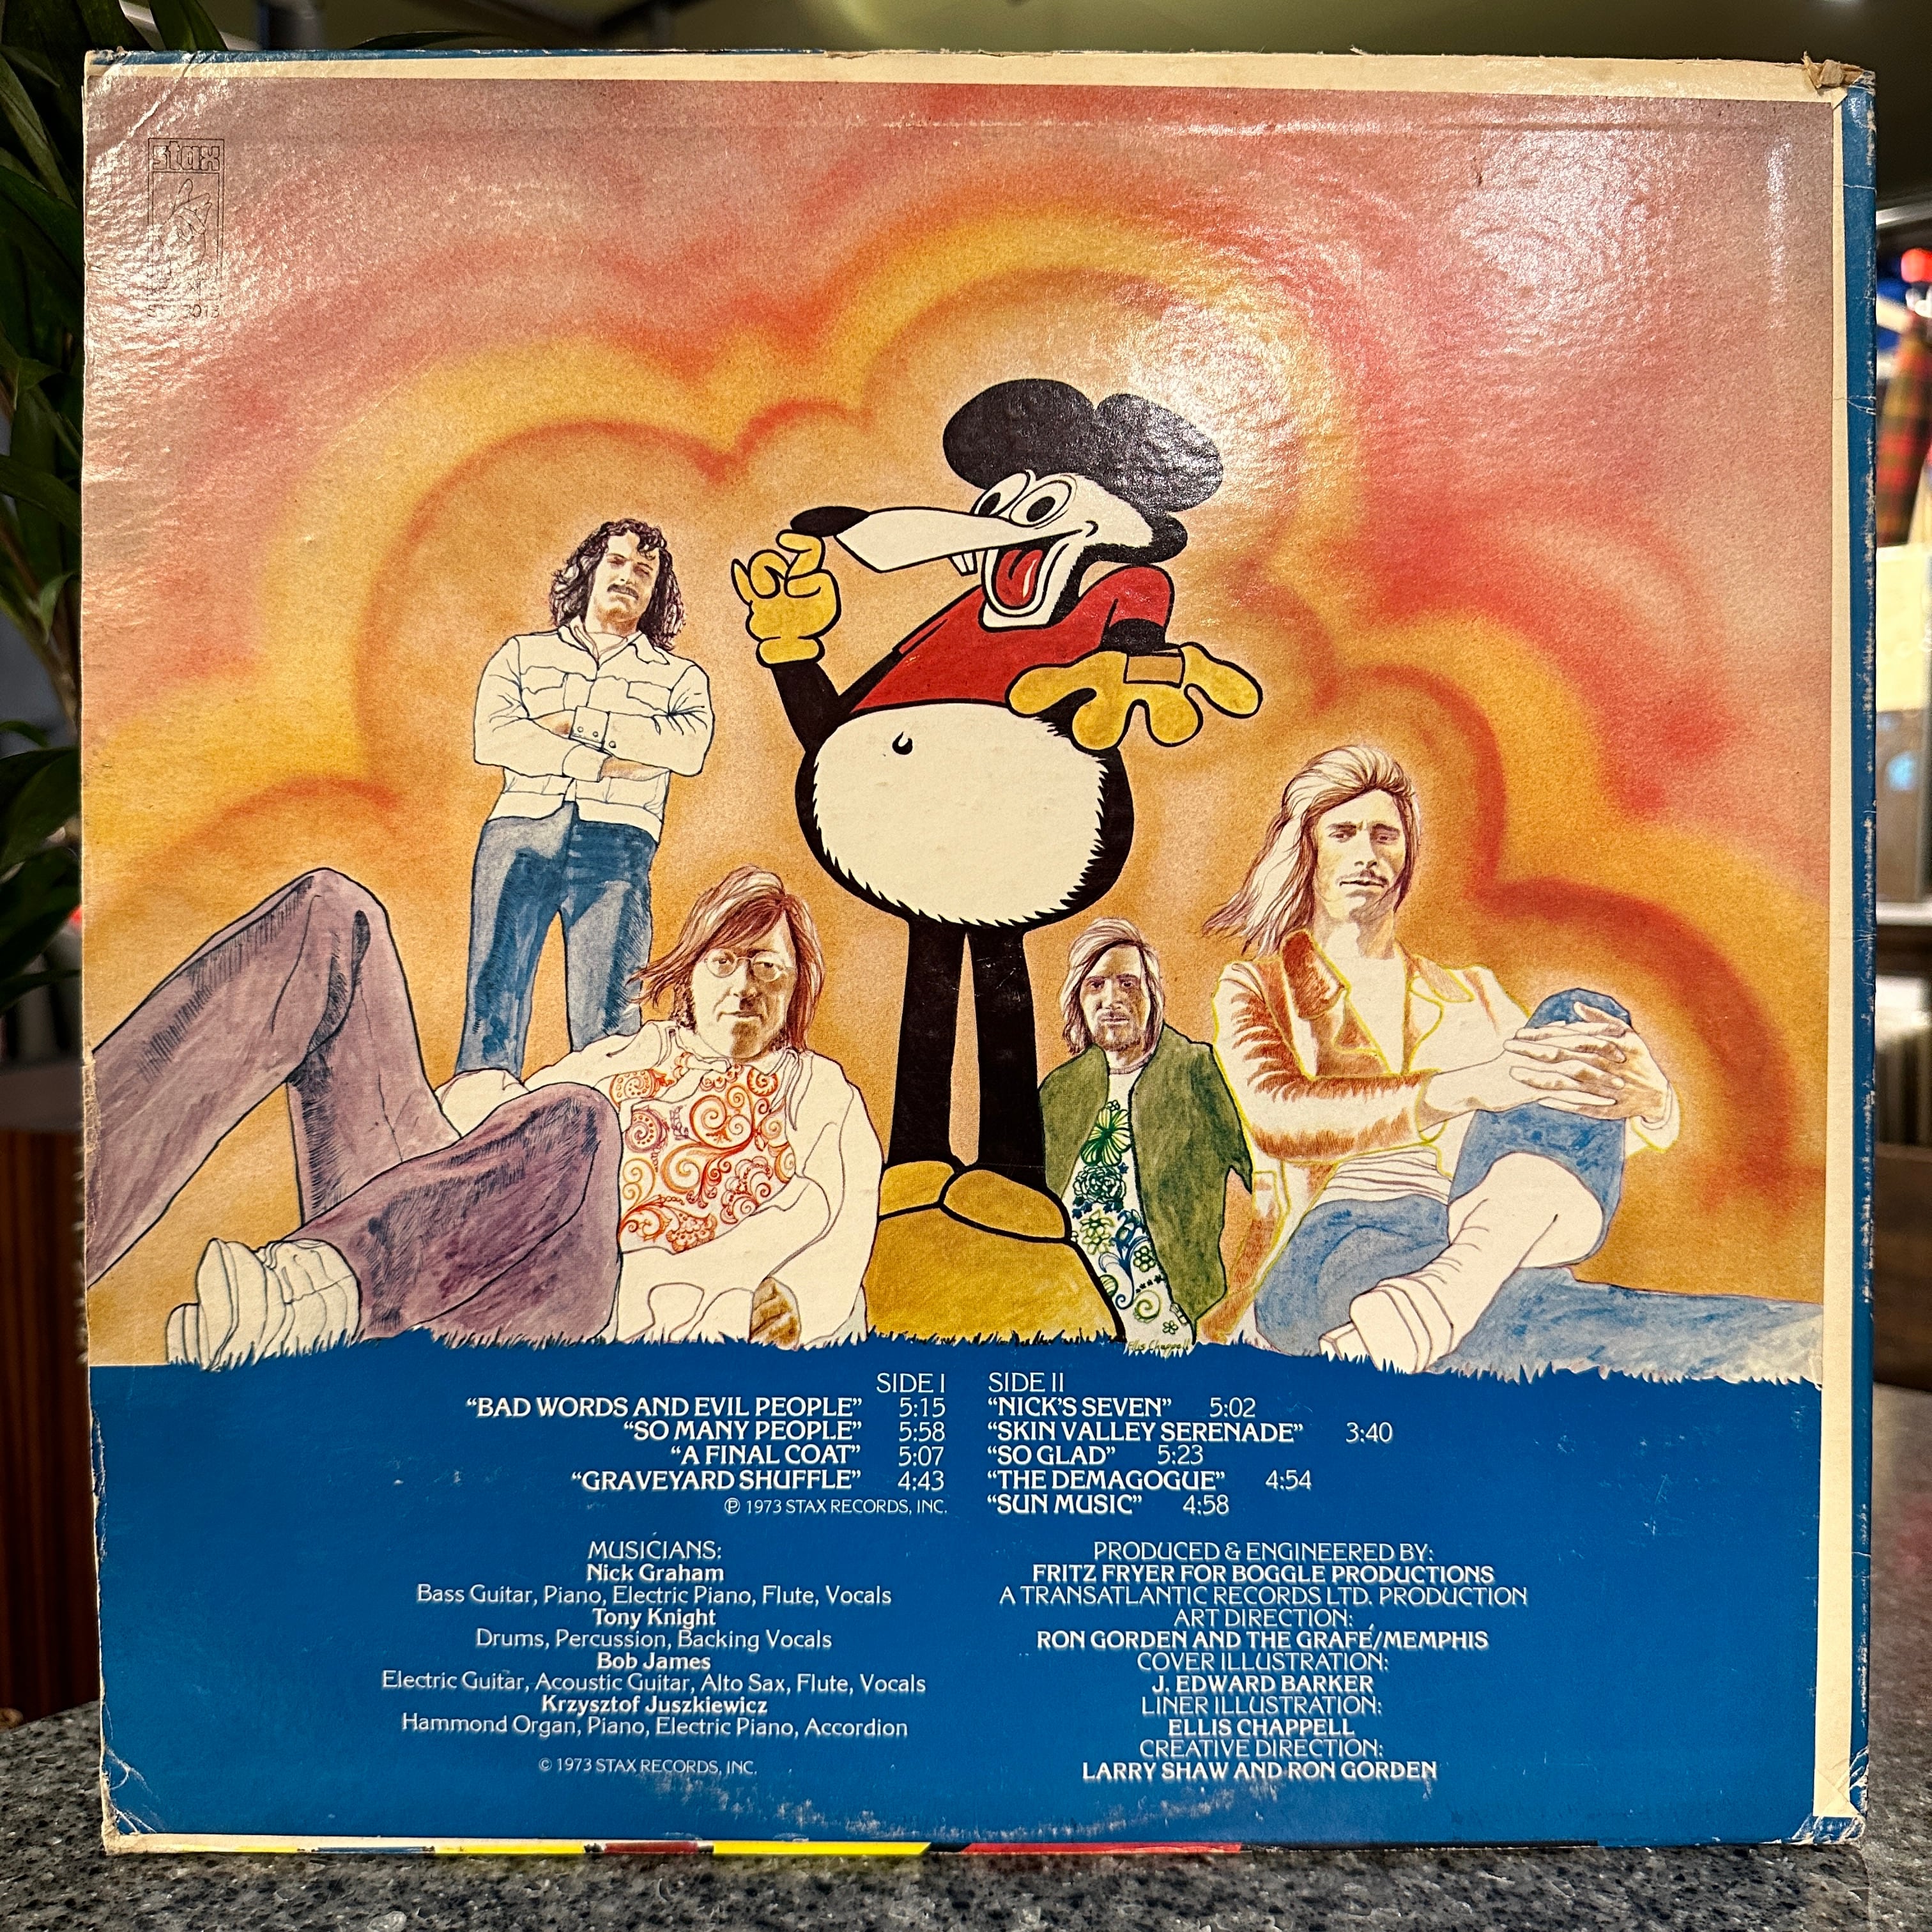 stax
SIDE I
"BAD WORDS AND EVIL PEOPLE" 5:15
"SO MANY PEOPLE" 5:58
"A FINAL COAT" 5:07
"GRAVEYARD SHUFFLE" 4:43
℗ 1973 STAX RECORDS, INC.
SIDE II
"NICK'S SEVEN" 5:02
"SKIN VALLEY SERENADE" 3:40
"SO GLAD" 5:23
"THE DEMAGOGUE" 4:54
"SUN MUSIC" 4:58
MUSICIANS:
Nick Graham
Bass Guitar, Piano, Electric Piano, Flute, Vocals
Tony Knight
Drums, Percussion, Backing Vocals
Bob James
Electric Guitar, Acoustic Guitar, Alto Sax, Flute, Vocals
Krzysztof Juszkiewicz
Hammond Organ, Piano, Electric Piano, Accordion
© 1973 STAX RECORDS, INC.
PRODUCED & ENGINEERED BY:
FRITZ FRYER FOR BOGGLE PRODUCTIONS
A TRANSATLANTIC RECORDS LTD. PRODUCTION
ART DIRECTION:
RON GORDEN AND THE GRAFÉ/MEMPHIS
COVER ILLUSTRATION:
J. EDWARD BARKER
LINER ILLUSTRATION:
ELLIS CHAPPELL
CREATIVE DIRECTION:
LARRY SHAW AND RON GORDEN